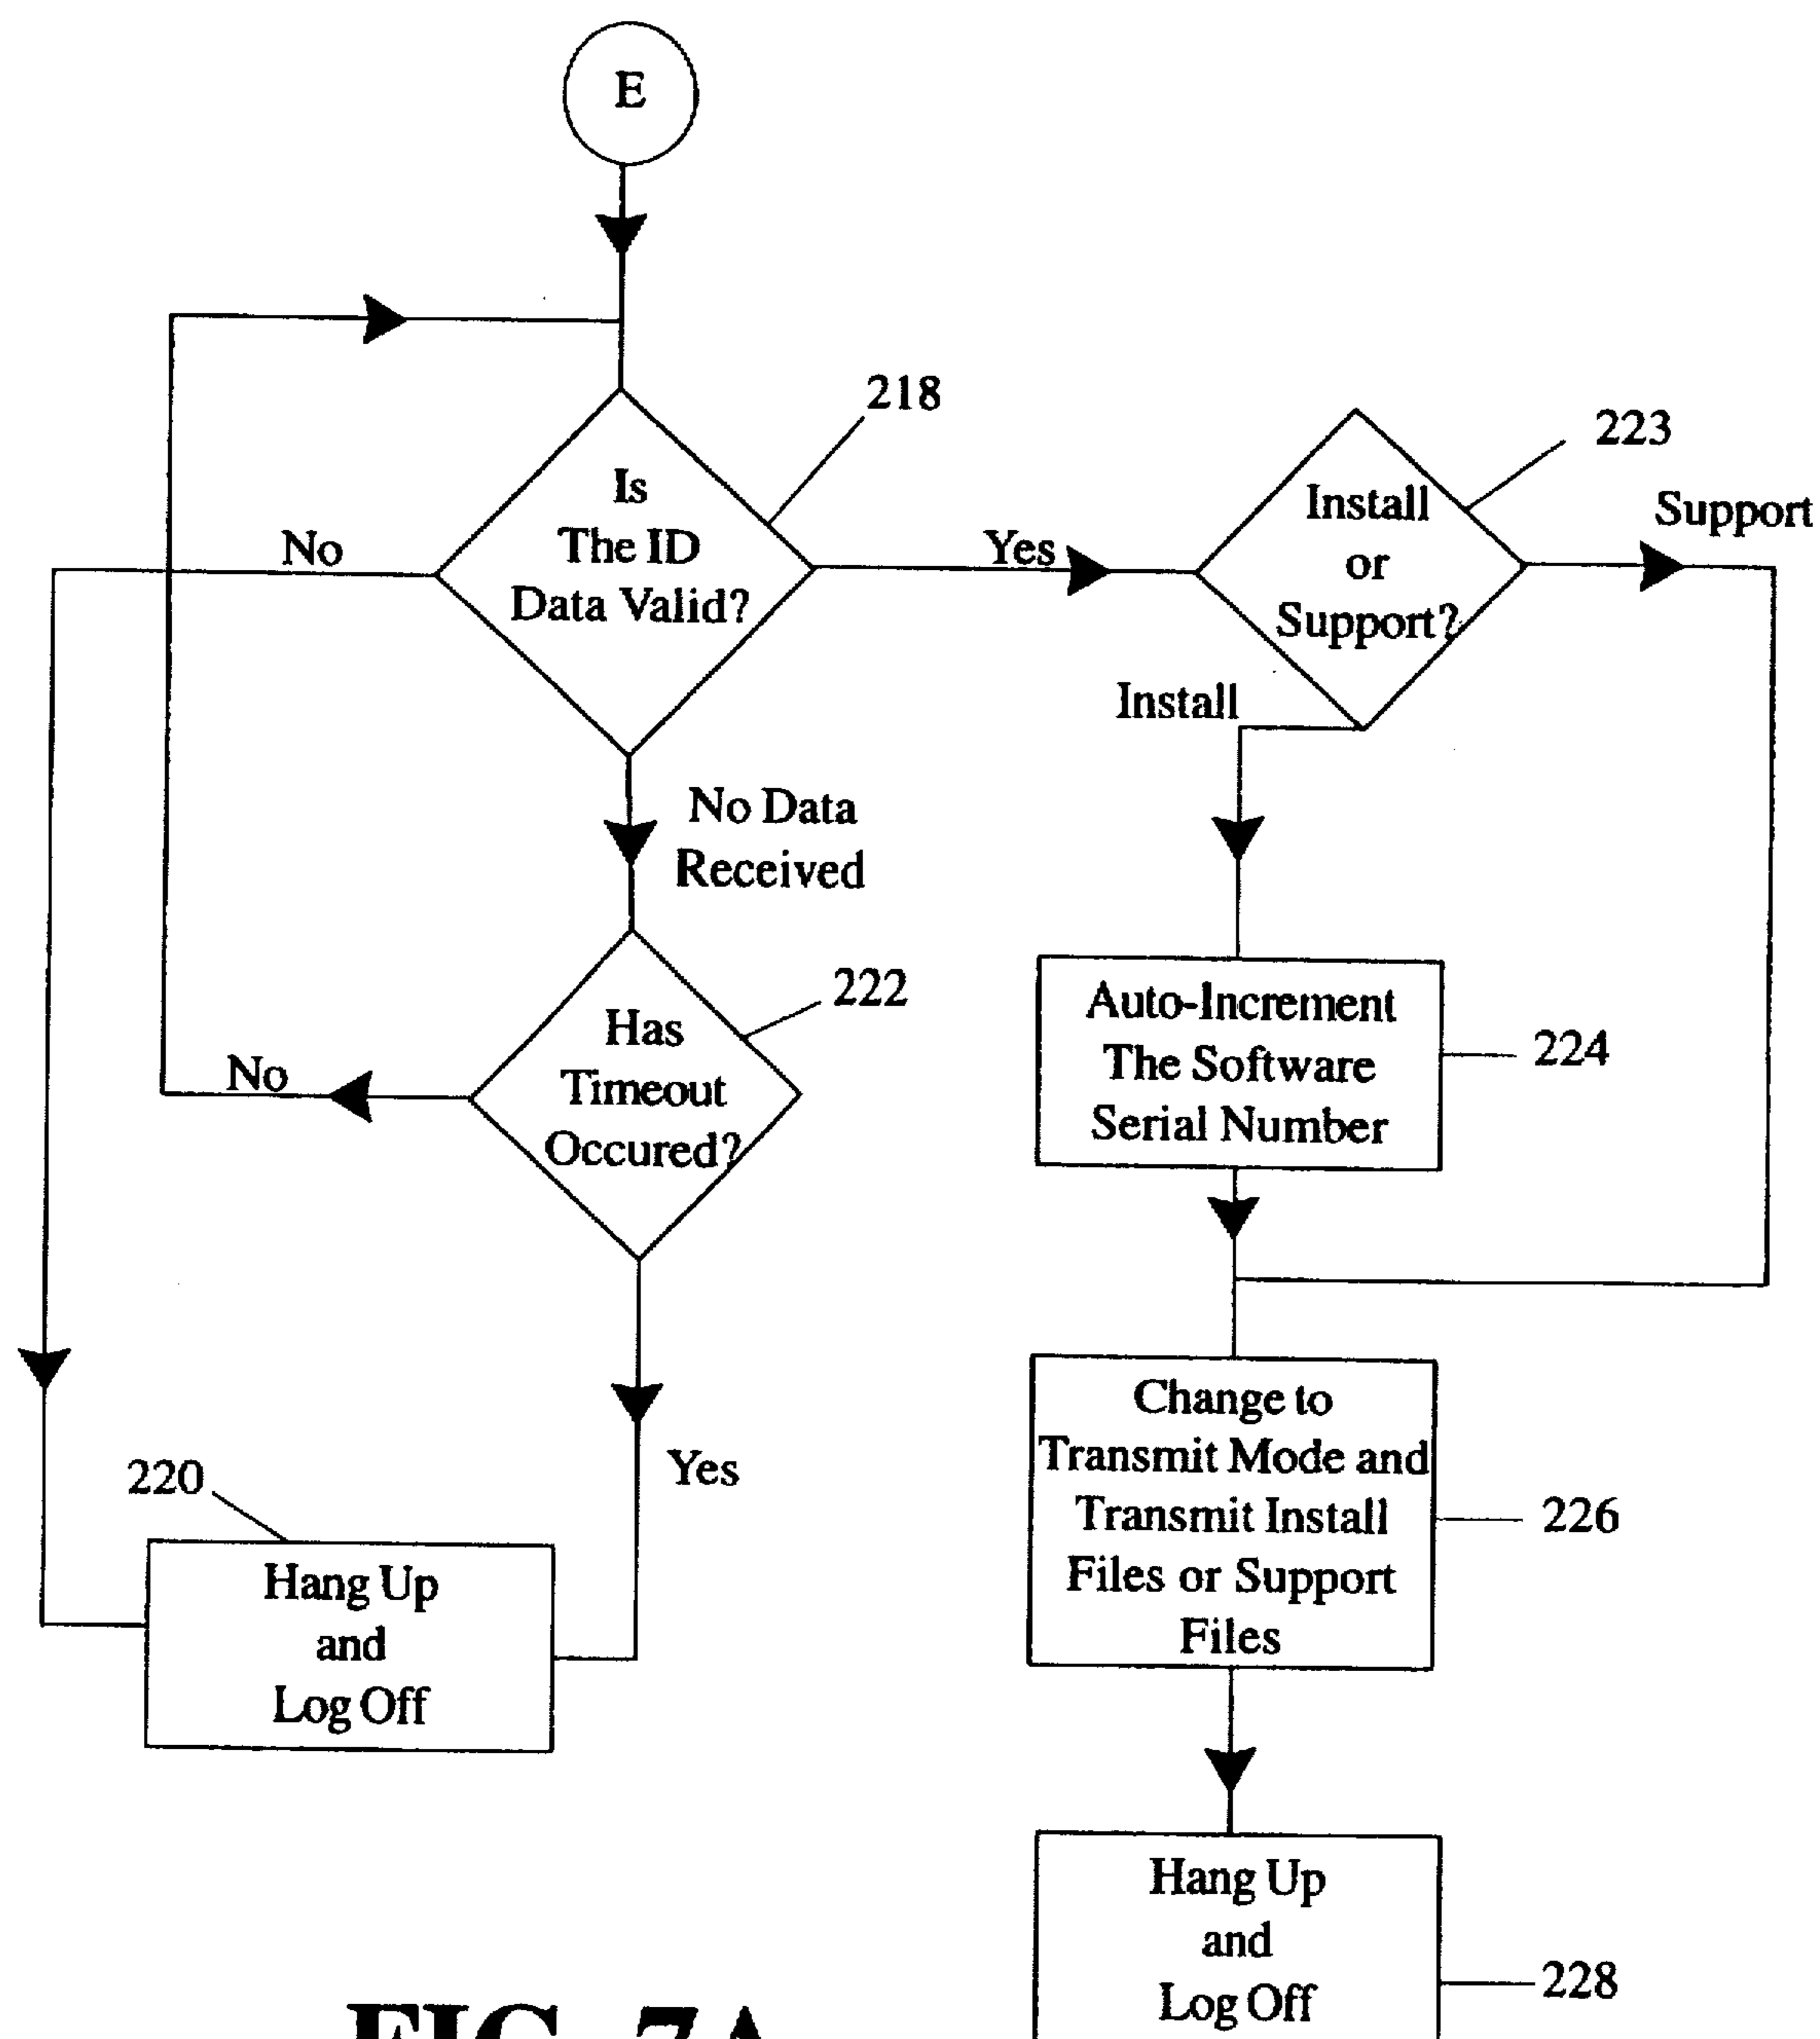 E
218
223
Is
The ID
Data Valid?
No
Yes
Install
or
Support?
Support
Install
No Data
Received
222
Has
Timeout
Occured?
No
Auto-Increment
The Software
Serial Number
224
Yes
Change to
Transmit Mode and
Transmit Install
Files or Support
Files
226
220
Hang Up
and
Log Off
Hang Up
and
Log Off
228
FIG. 7A